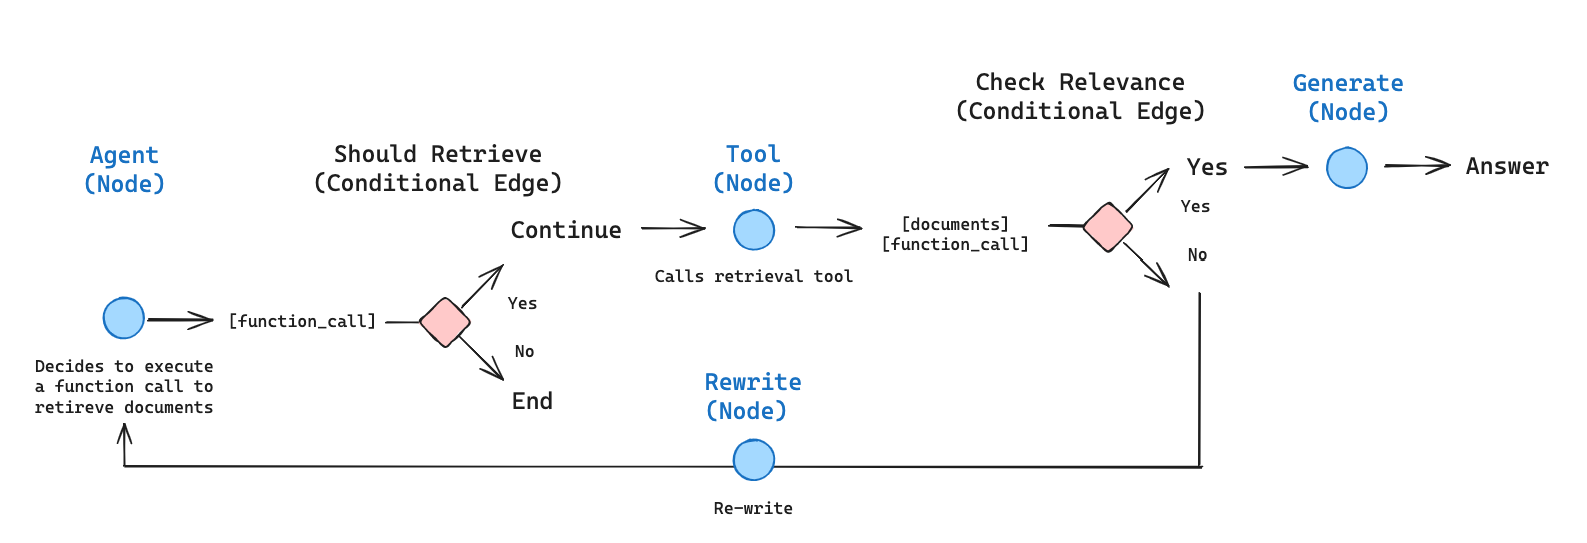 Agent
(Node)
Decides to execute
a function call to
retireve documents
[function_call]
Should Retrieve
(Conditional Edge)
Continue
Yes
No
End
Tool
(Node)
Calls retrieval tool
[documents]
[function_call]
Check Relevance
(Conditional Edge)
Yes
Yes
No
Generate
(Node)
Answer
Rewrite
(Node)
Re-write